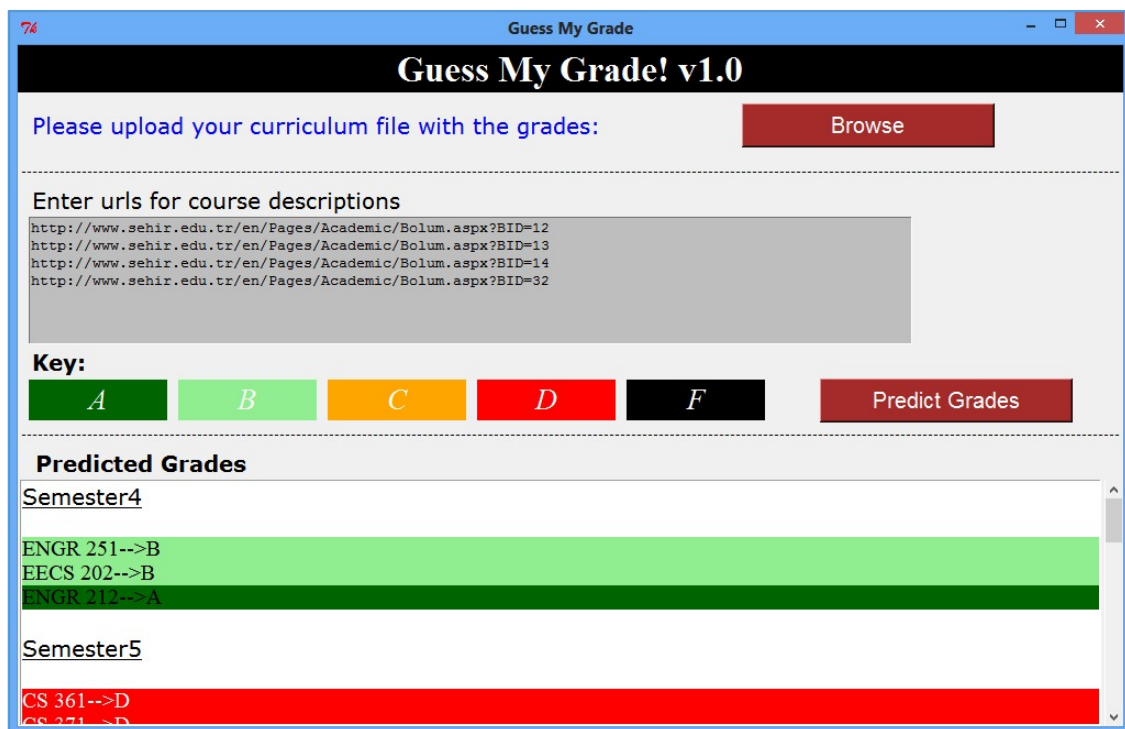 Guess My Grade
Guess My Grade! v1.0
Please upload your curriculum file with the grades:
Browse
Enter urls for course descriptions
http://www.sehir.edu.tr/en/Pages/Academic/Bolum.aspx?BID=12
http://www.sehir.edu.tr/en/Pages/Academic/Bolum.aspx?BID=13
http://www.sehir.edu.tr/en/Pages/Academic/Bolum.aspx?BID=14
http://www.sehir.edu.tr/en/Pages/Academic/Bolum.aspx?BID=32
Key:
A B C D F
Predict Grades
Predicted Grades
Semester4
ENGR 251-->B
EECS 202-->B
ENGR 212-->A
Semester5
CS 361-->D
CS 371-->D